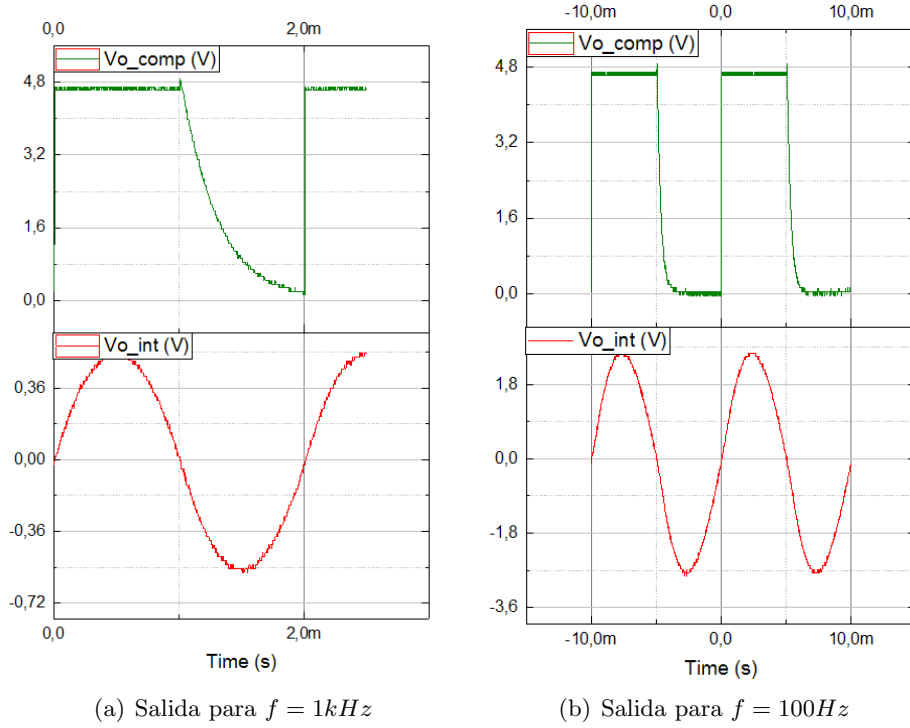 0,0 2,0m
Vo_comp (V)
4,8
3,2
1,6
0,0
Vo_int (V)
0,36
0,00
-0,36
-0,72
0,0 2,0m
Time (s)
(a) Salida para f = 1kHz
-10,0m 0,0 10,0m
Vo_comp (V)
4,8
3,2
1,6
0,0
Vo_int (V)
1,8
0,0
-1,8
-3,6
-10,0m 0,0 10,0m
Time (s)
(b) Salida para f = 100Hz